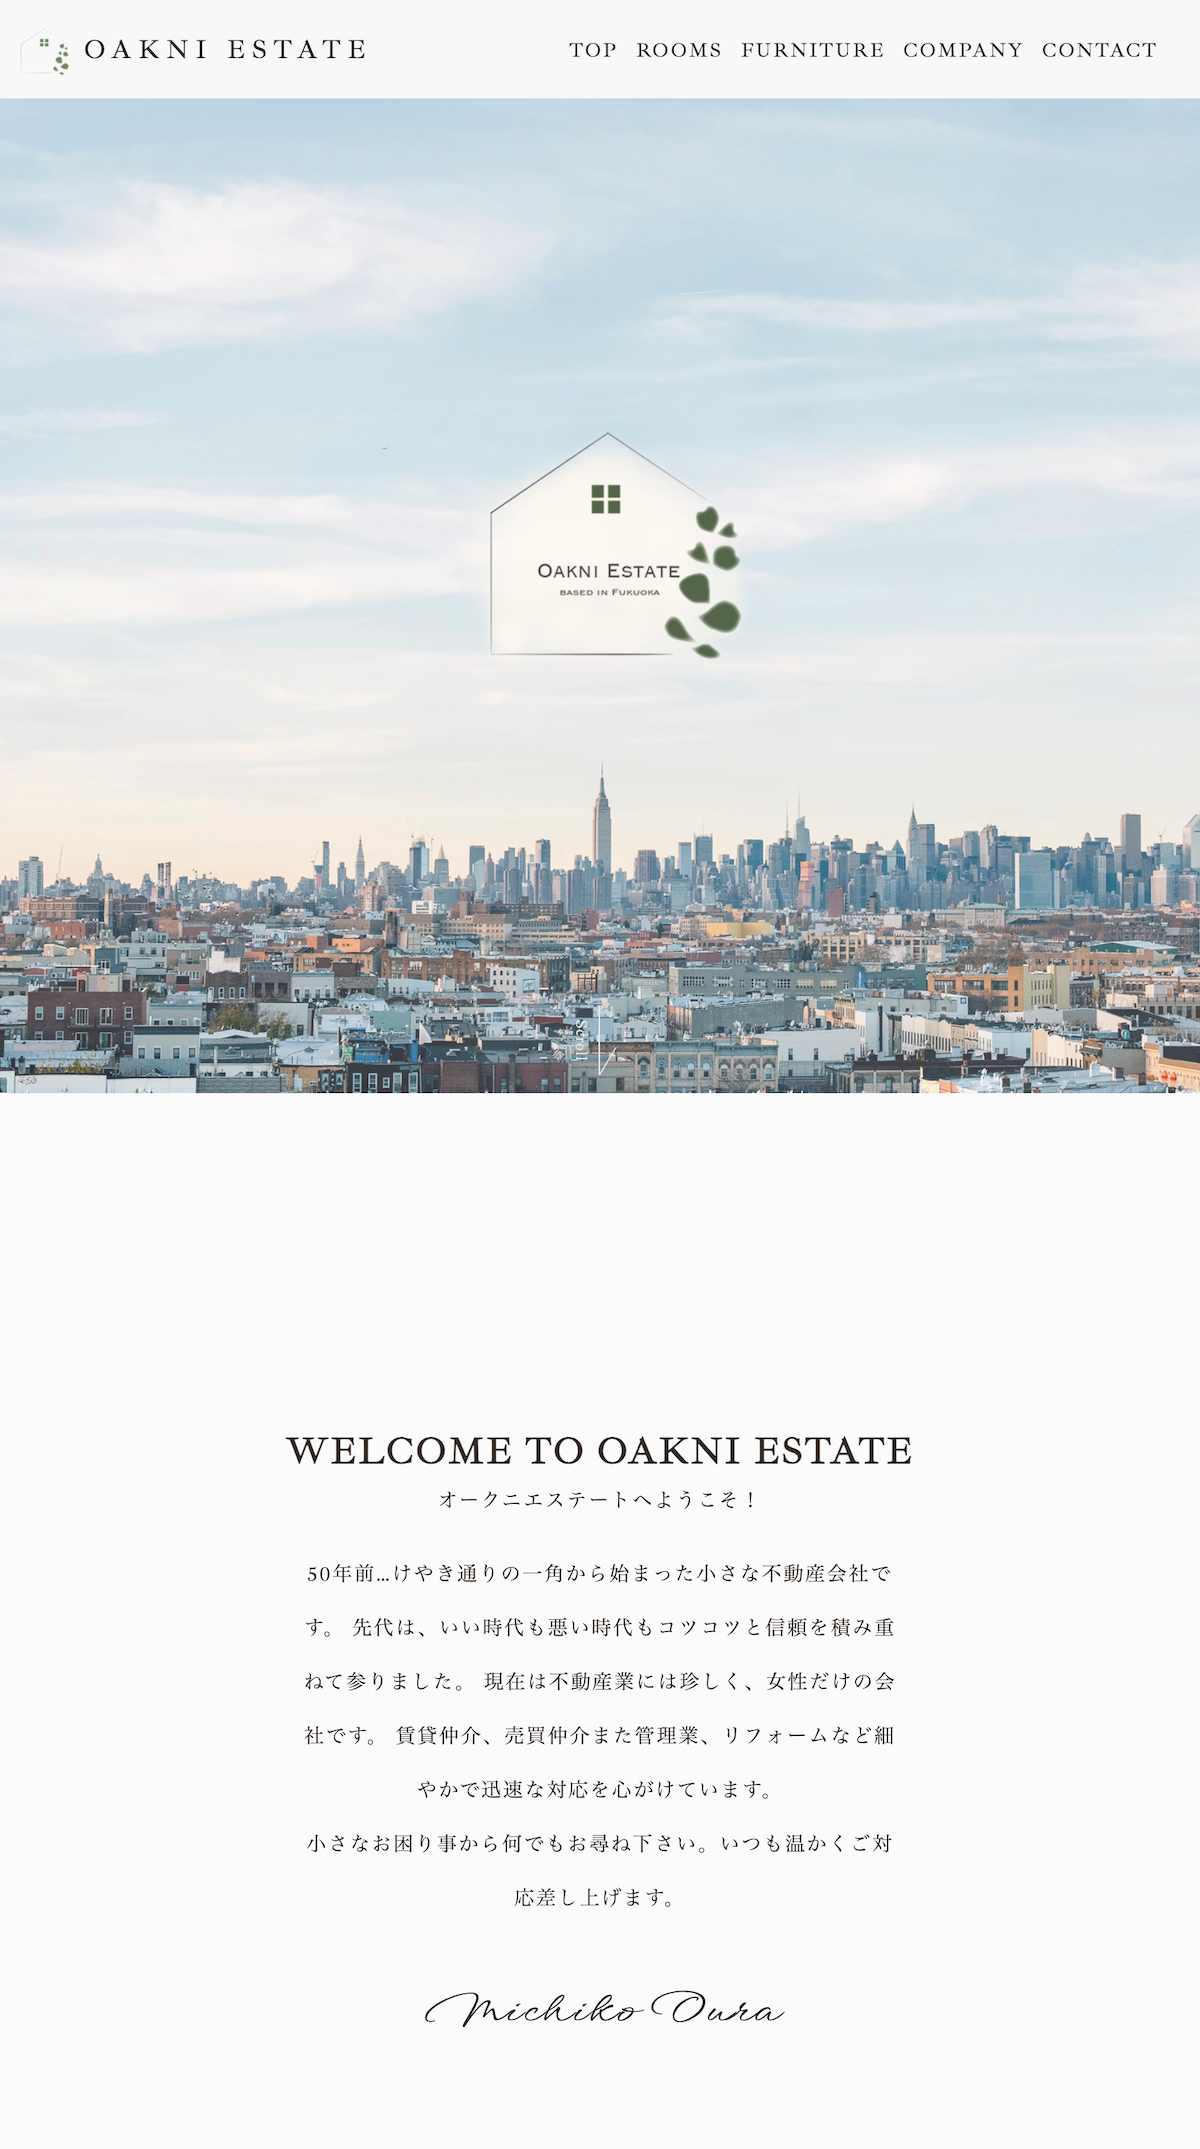 OAKNI ESTATE
TOP ROOMS FURNITURE COMPANY CONTACT
OAKNI ESTATE
BASED IN FUKUOKA
Scroll
WELCOME TO OAKNI ESTATE
オークニエステートへようこそ！
50年前...けやき通りの一角から始まった小さな不動産会社で
す。 先代は、いい時代も悪い時代もコツコツと信頼を積み重
ねて参りました。 現在は不動産業には珍しく、女性だけの会
社です。 賃貸仲介、売買仲介また管理業、リフォームなど細
やかで迅速な対応を心がけています。
小さなお困り事から何でもお尋ね下さい。いつも温かくご対
応差し上げます。
Michiko Oura